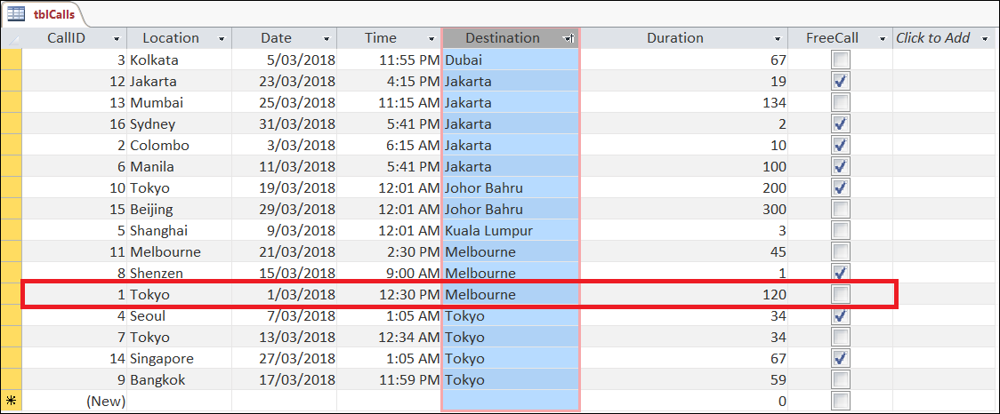 tblCalls
CallID Location Date Time Destination Duration FreeCall Click to Add
3 Kolkata 5/03/2018 11:55 PM Dubai 67
12 Jakarta 23/03/2018 4:15 PM Jakarta 19
13 Mumbai 25/03/2018 11:15 AM Jakarta 134
16 Sydney 31/03/2018 5:41 PM Jakarta 2
2 Colombo 3/03/2018 6:15 AM Jakarta 10
6 Manila 11/03/2018 5:41 PM Jakarta 100
10 Tokyo 19/03/2018 12:01 AM Johor Bahru 200
15 Beijing 29/03/2018 12:01 AM Johor Bahru 300
5 Shanghai 9/03/2018 12:01 AM Kuala Lumpur 3
11 Melbourne 21/03/2018 2:30 PM Melbourne 45
8 Shenzen 15/03/2018 9:00 AM Melbourne 1
1 Tokyo 1/03/2018 12:30 PM Melbourne 120
4 Seoul 7/03/2018 1:05 AM Tokyo 34
7 Tokyo 13/03/2018 12:34 AM Tokyo 34
14 Singapore 27/03/2018 1:05 AM Tokyo 67
9 Bangkok 17/03/2018 11:59 PM Tokyo 59
(New) 0